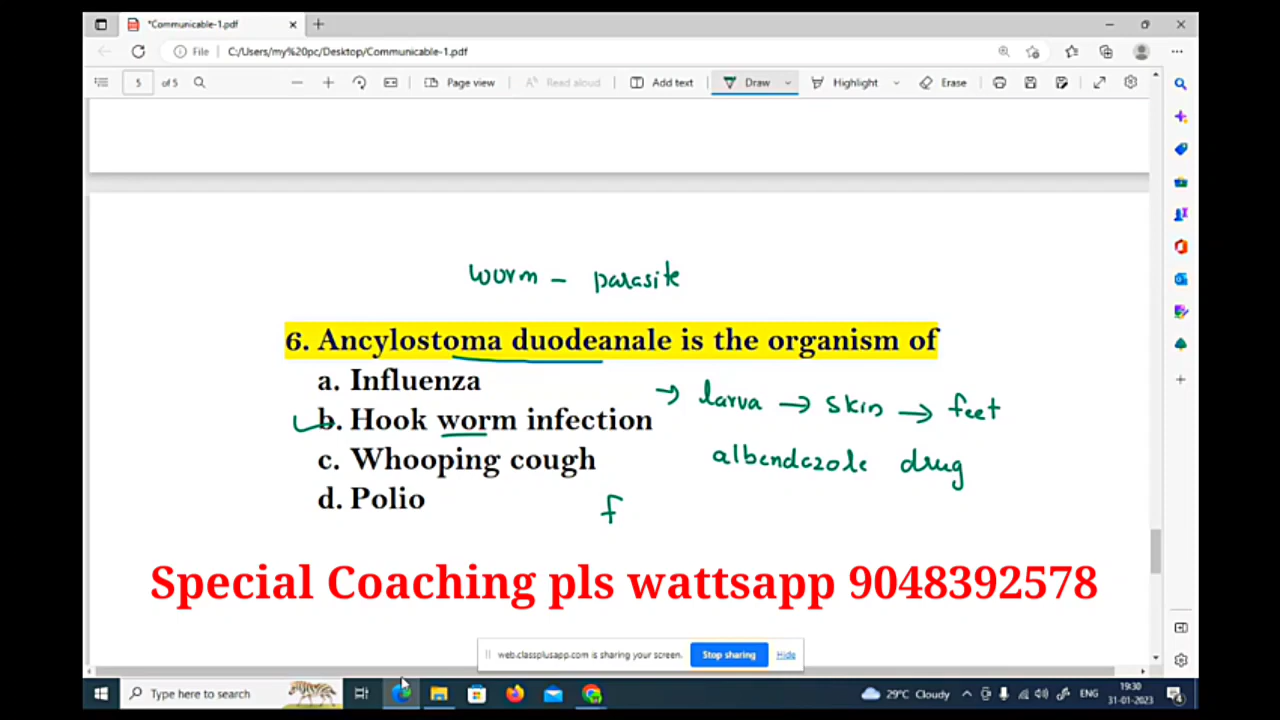 *Communicable-1.pdf
File C:/Users/my%20pc/Desktop/Communicable-1.pdf
5 of 5 Page view Read aloud Add text Draw Highlight Erase
worm - parasite
6. Ancylostoma duodeanale is the organism of
a. Influenza
→ larva → skin → feet
b. Hook worm infection
c. Whooping cough
albendazole drug
d. Polio
f
Special Coaching pls wattsapp 9048392578
web.classplusapp.com is sharing your screen. Stop sharing Hide
Type here to search 29°C Cloudy ENG 19:30
31-01-2023
4